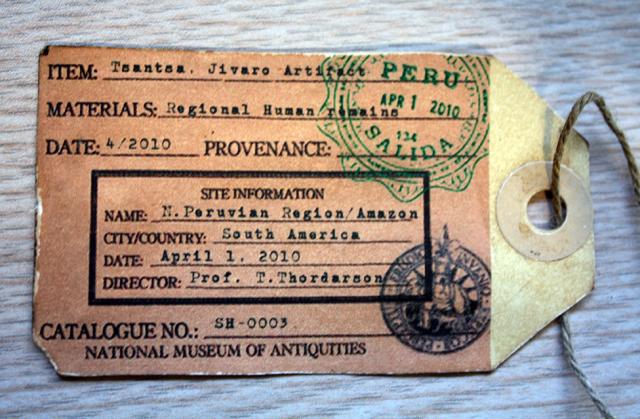 ITEM: Tsantsa, Jivaro Artifact
MATERIALS: Regional Human remains
DATE: 4/2010 PROVENANCE:
PERU
APR 1 2010
134
SALIDA
SITE INFORMATION
NAME: N.Peruvian Region/Amazon
CITY/COUNTRY: South America
DATE: April 1, 2010
DIRECTOR: Prof. T.Thordarson
CATALOGUE NO.: SH-0003
NATIONAL MUSEUM OF ANTIQUITIES